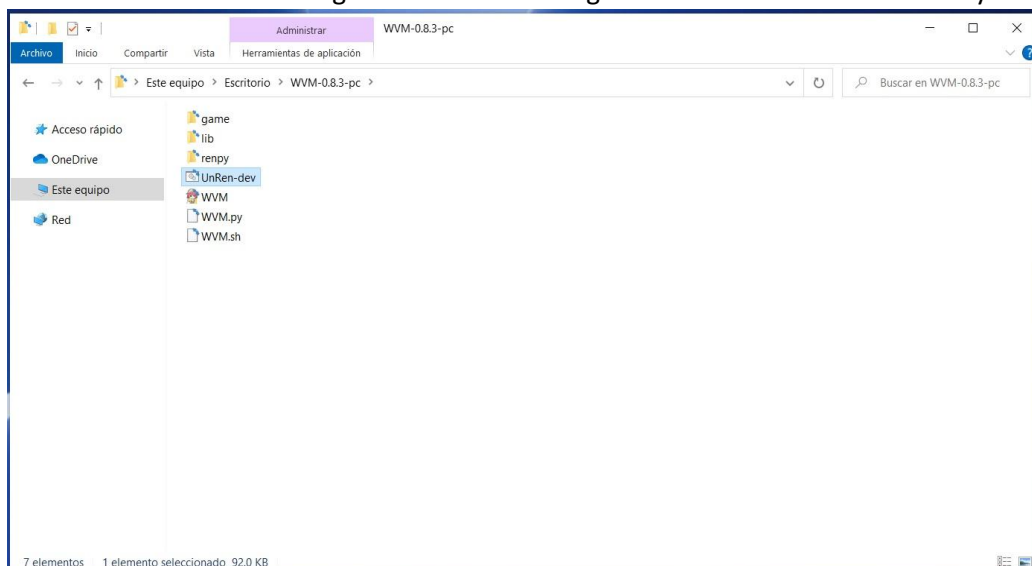 Administrar
WVM-0.8.3-pc
Archivo Inicio Compartir Vista Herramientas de aplicación
Este equipo > Escritorio > WVM-0.8.3-pc >
Buscar en WVM-0.8.3-pc
Acceso rápido
OneDrive
Este equipo
Red
game
lib
renpy
UnRen-dev
WVM
WVM.py
WVM.sh
7 elementos 1 elemento seleccionado 92.0 KB